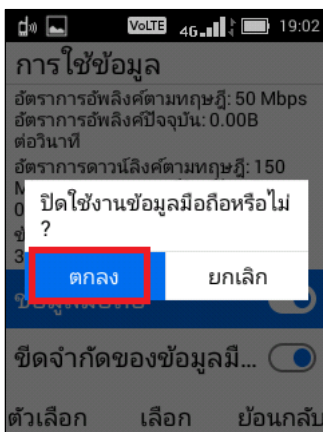 VoLTE 4G 19:02
การใช้ข้อมูล
อัตราการอัพลิงค์ตามทฤษฎี: 50 Mbps
อัตราการอัพลิงค์ปัจจุบัน: 0.00B
ต่อวินาที
อัตราการดาวน์ลิงค์ตามทฤษฎี: 150
ปิดใช้งานข้อมูลมือถือหรือไม่
?
ตกลง ยกเลิก
ขีดจำกัดของข้อมูลมื...
ตัวเลือก เลือก ย้อนกลับ